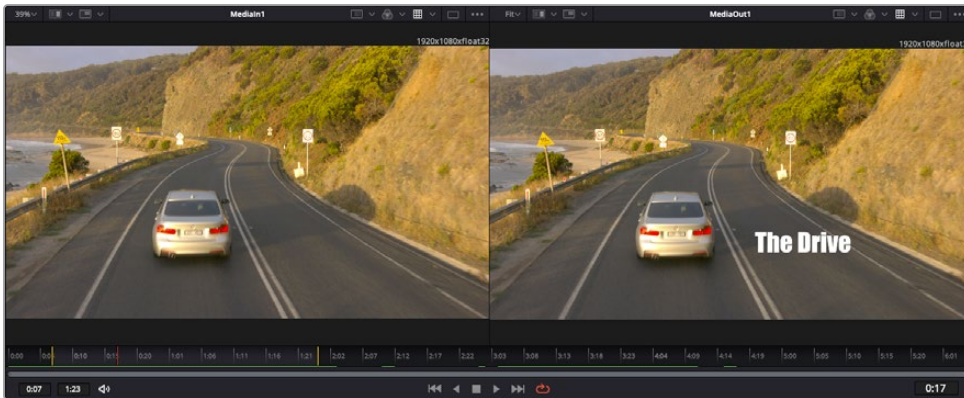 39% MediaIn1
Fit MediaOut1
1920x1080xfloat32
1920x1080xfloat32
The Drive
0:00 0:10 0:20 1:01 1:06 1:11 1:16 1:21 2:02 2:07 2:12 2:17 2:22 3:03 3:08 3:13 3:18 3:23 4:04 4:09 4:14 4:19 5:00 5:05 5:10 5:15 5:20 6:01
0:07 1:23 0:17